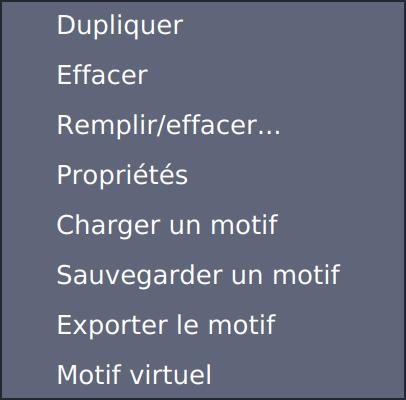 Dupliquer
Effacer
Remplir/effacer...
Propriétés
Charger un motif
Sauvegarder un motif
Exporter le motif
Motif virtuel